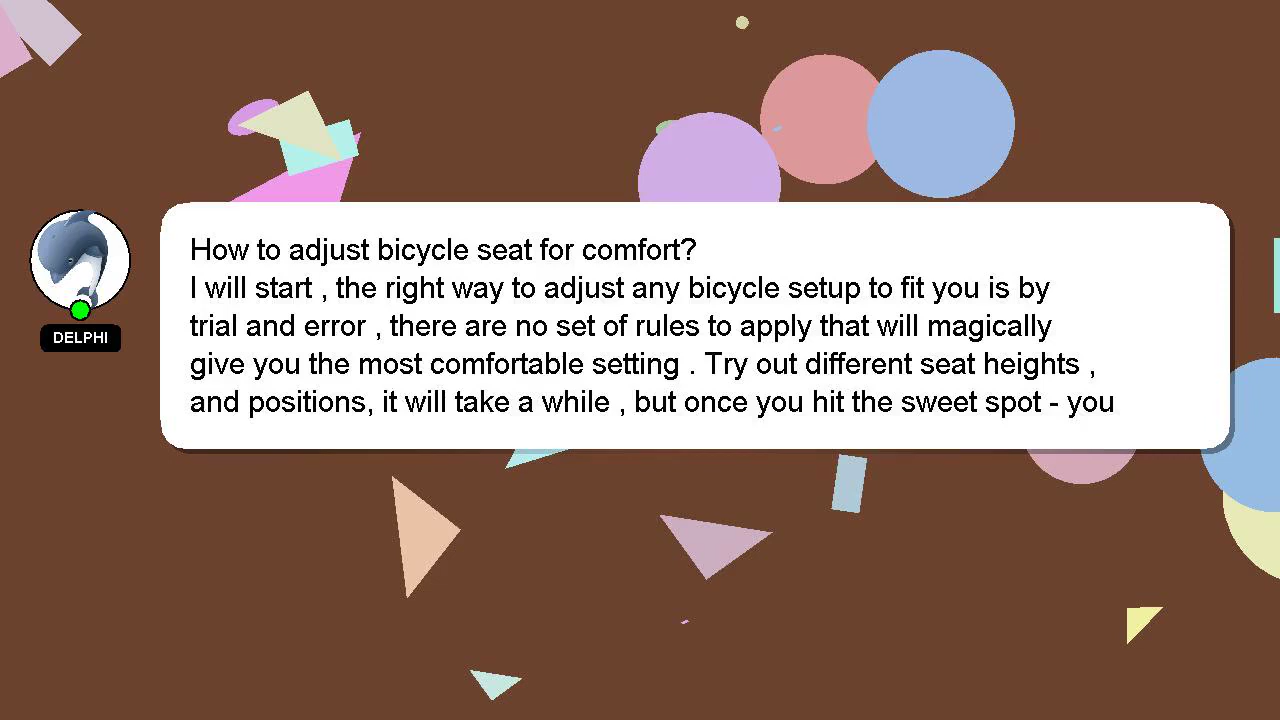 How to adjust bicycle seat for comfort?
I will start , the right way to adjust any bicycle setup to fit you is by
trial and error , there are no set of rules to apply that will magically
give you the most comfortable setting . Try out different seat heights ,
and positions, it will take a while , but once you hit the sweet spot - you
DELPHI